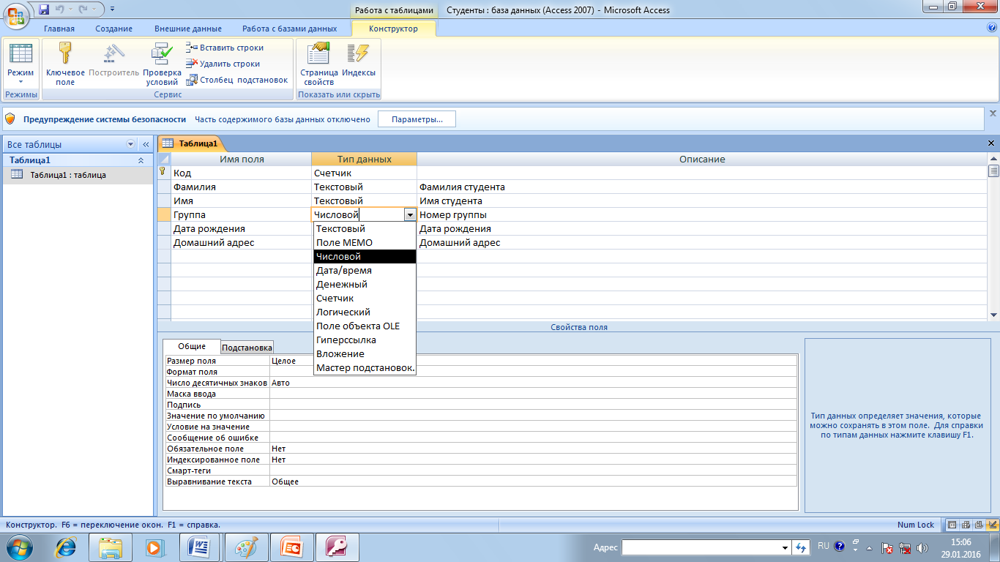 Работа с таблицами
Студенты : база данных (Access 2007) - Microsoft Access
Главная
Создание
Внешние данные
Работа с базами данных
Конструктор
Режим
Ключевое поле
Построитель
Проверка условий
Вставить строки
Удалить строки
Столбец подстановок
Страница свойств
Индексы
Режимы
Сервис
Показать или скрыть
Предупреждение системы безопасности
Часть содержимого базы данных отключено
Параметры...
Все таблицы
Таблица1
Таблица1 : таблица
Таблица1
Имя поля
Тип данных
Описание
Код
Счетчик
Фамилия
Текстовый
Фамилия студента
Имя
Текстовый
Имя студента
Группа
Числовой
Номер группы
Дата рождения
Дата рождения
Домашний адрес
Домашний адрес
Текстовый
Поле МЕМО
Числовой
Дата/время
Денежный
Счетчик
Логический
Поле объекта OLE
Гиперссылка
Вложение
Мастер подстановок.
Свойства поля
Общие
Подстановка
Размер поля
Целое
Формат поля
Число десятичных знаков
Авто
Маска ввода
Подпись
Значение по умолчанию
Условие на значение
Сообщение об ошибке
Обязательное поле
Нет
Индексированное поле
Нет
Смарт-теги
Выравнивание текста
Общее
Тип данных определяет значения, которые
можно сохранять в этом поле. Для справки
по типам данных нажмите клавишу F1.
Конструктор. F6 = переключение окон. F1 = справка.
Num Lock
Адрес
RU
15:06
29.01.2016